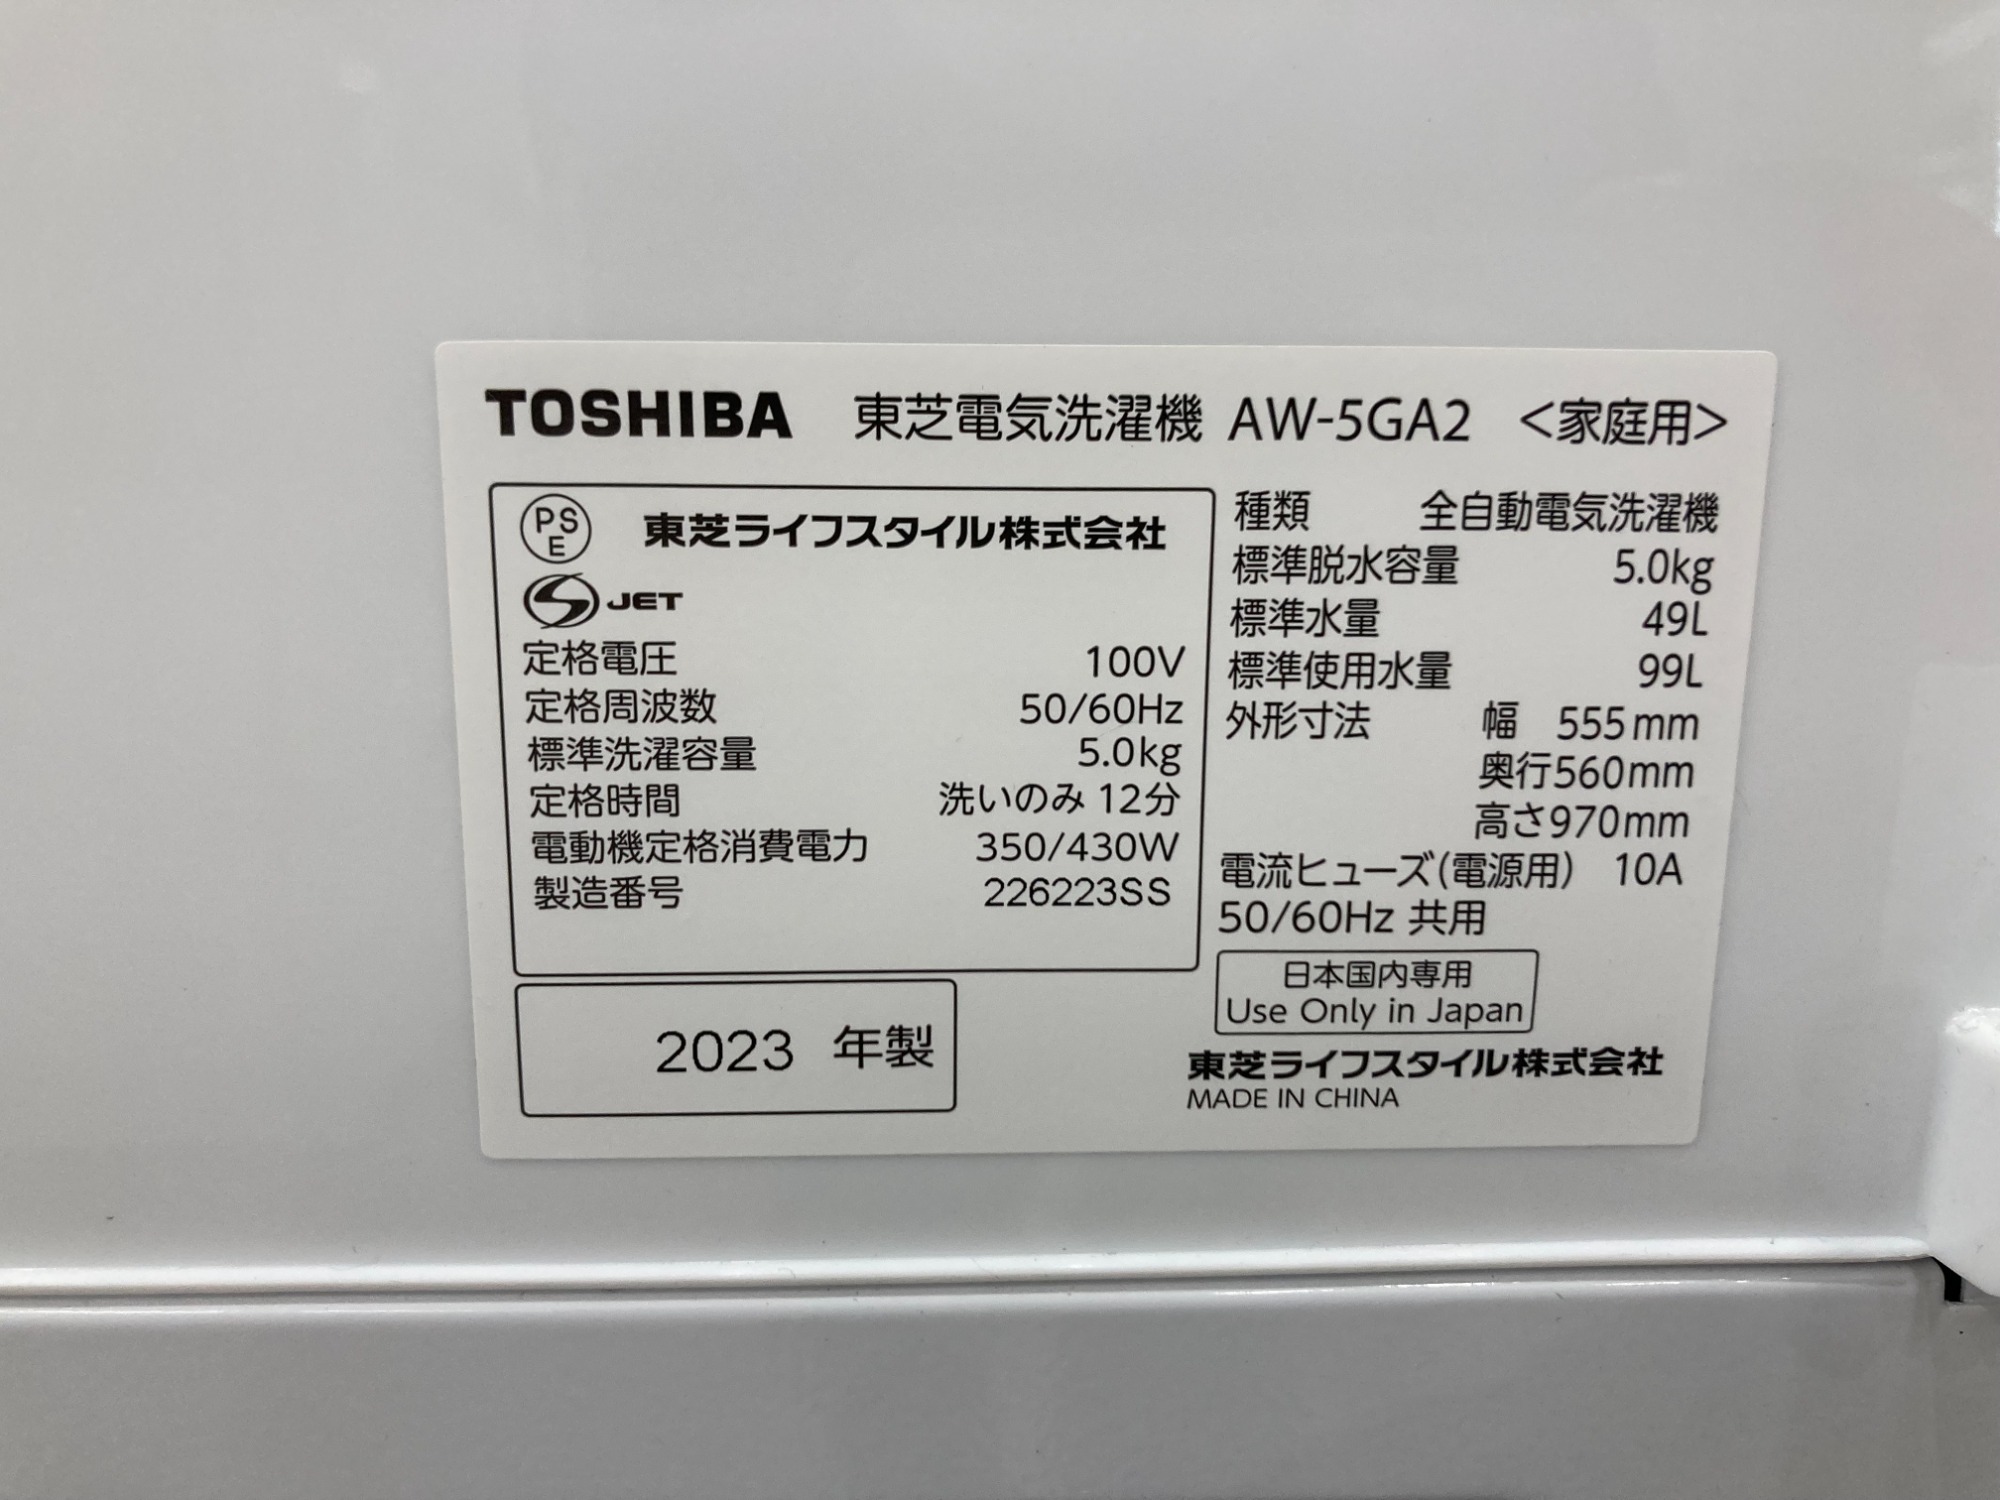 TOSHIBA 東芝電気洗濯機 AW-5GA2 <家庭用>
PSE 東芝ライフスタイル株式会社
S JET
定格電圧 100V
定格周波数 50/60Hz
標準洗濯容量 5.0kg
定格時間 洗いのみ 12分
電動機定格消費電力 350/430W
製造番号 226223SS
2023 年製
種類 全自動電気洗濯機
標準脱水容量 5.0kg
標準水量 49L
標準使用水量 99L
外形寸法 幅 555mm
奥行560mm
高さ970mm
電流ヒューズ(電源用) 10A
50/60Hz 共用
日本国内専用
Use Only in Japan
東芝ライフスタイル株式会社
MADE IN CHINA